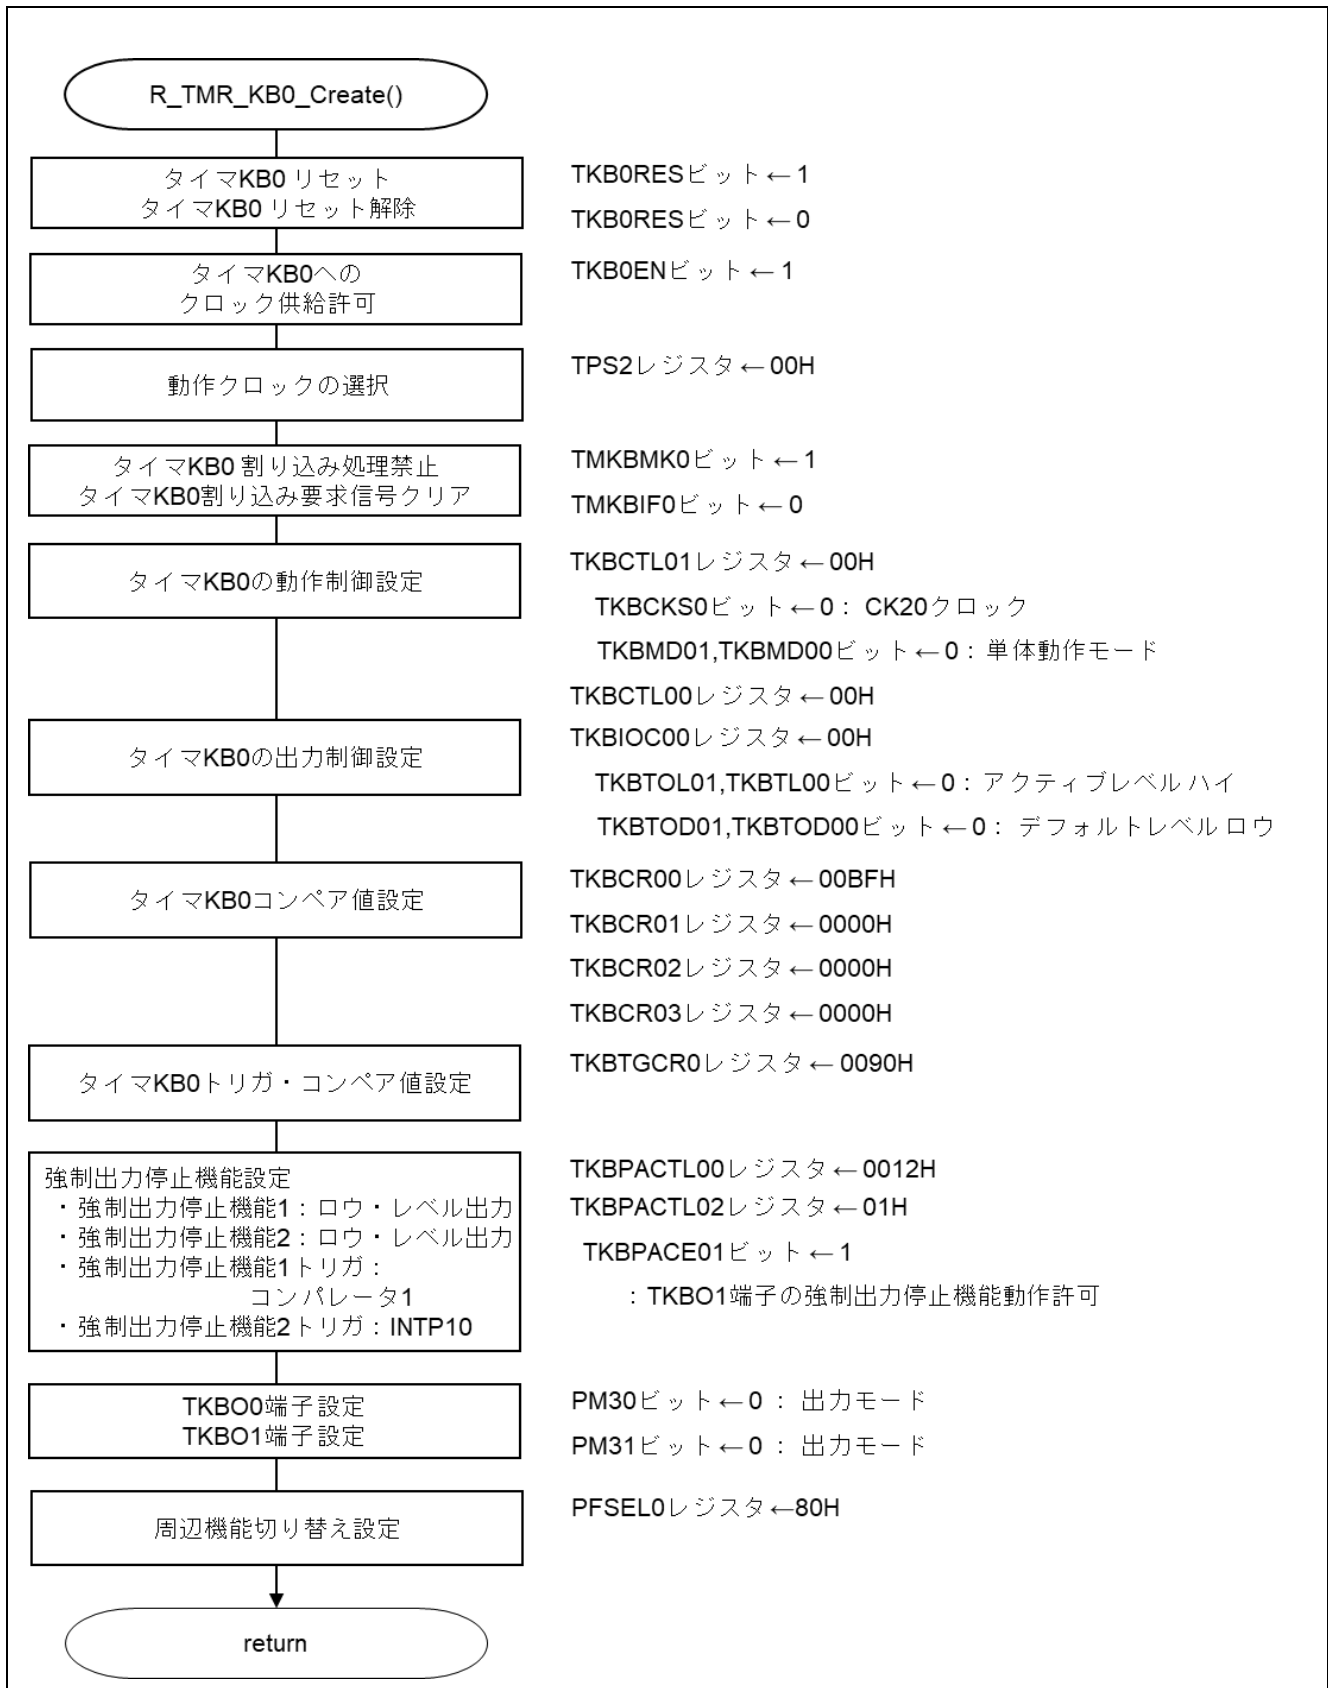 R_TMR_KB0_Create()
タイマKB0 リセット
タイマKB0 リセット解除
TKB0RESビット ← 1
TKB0RESビット ← 0
タイマKB0への
クロック供給許可
TKB0ENビット ← 1
動作クロックの選択
TPS2レジスタ ← 00H
タイマKB0 割り込み処理禁止
タイマKB0割り込み要求信号クリア
TMKBMK0ビット ← 1
TMKBIF0ビット ← 0
タイマKB0の動作制御設定
TKBCTL01レジスタ ← 00H
TKBCKS0ビット ← 0 : CK20クロック
TKBMD01,TKBMD00ビット ← 0 : 単体動作モード
TKBCTL00レジスタ ← 00H
タイマKB0の出力制御設定
TKBIOC00レジスタ ← 00H
TKBTOL01,TKBTL00ビット ← 0 : アクティブレベル ハイ
TKBTOD01,TKBTOD00ビット ← 0 : デフォルトレベル ロウ
タイマKB0コンペア値設定
TKBCR00レジスタ ← 00BFH
TKBCR01レジスタ ← 0000H
TKBCR02レジスタ ← 0000H
TKBCR03レジスタ ← 0000H
タイマKB0トリガ・コンペア値設定
TKBTGCR0レジスタ ← 0090H
強制出力停止機能設定
・強制出力停止機能1:ロウ・レベル出力
・強制出力停止機能2:ロウ・レベル出力
・強制出力停止機能1トリガ:
コンパレータ1
・強制出力停止機能2トリガ:INTP10
TKBPACTL00レジスタ ← 0012H
TKBPACTL02レジスタ ← 01H
TKBPACE01ビット ← 1
: TKBO1端子の強制出力停止機能動作許可
TKBO0端子設定
TKBO1端子設定
PM30ビット ← 0 : 出力モード
PM31ビット ← 0 : 出力モード
周辺機能切り替え設定
PFSEL0レジスタ ←80H
return